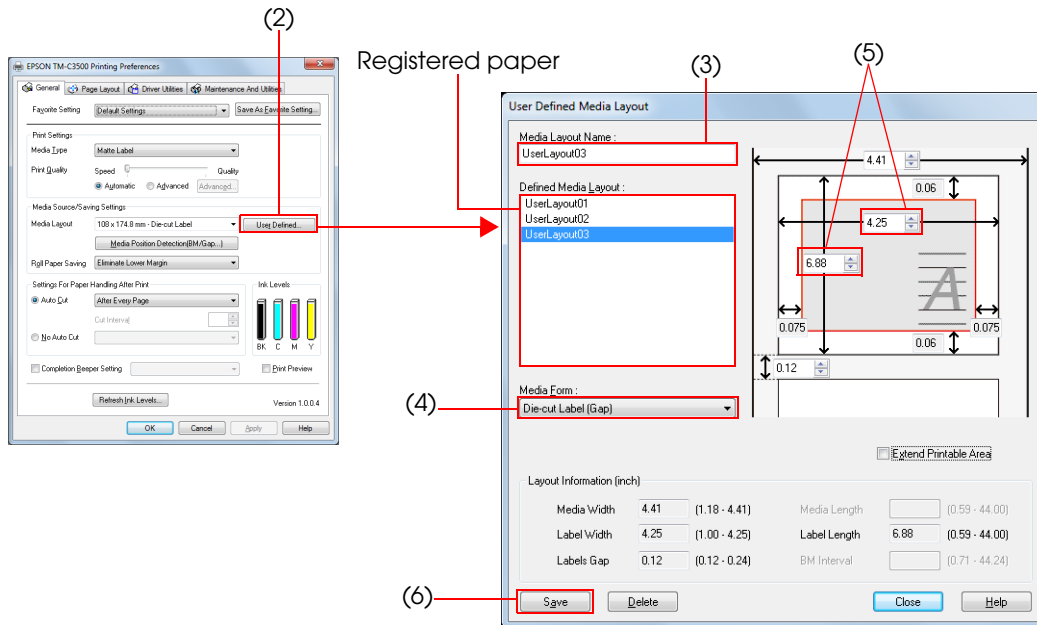 (2)
EPSON TM-C3500 Printing Preferences
General Page Layout Driver Utilities Maintenance And Utilities
Favorite Setting Default Settings Save As Favorite Setting...
Print Settings
Media Type Matte Label
Print Quality Speed Quality
Automatic Advanced Advanced...
Media Source/Saving Settings
Media Layout 108 x 174.8 mm - Die-cut Label User Defined...
Media Position Detection(BM/Gap...)
Roll Paper Saving Eliminate Lower Margin
Settings For Paper Handling After Print
Auto Cut After Every Page
Cut Interval
No Auto Cut
Ink Levels
BK C M Y
Completion Beeper Setting Print Preview
Refresh Ink Levels... Version 1.0.0.4
OK Cancel Apply Help
Registered paper
(3)
(5)
User Defined Media Layout
Media Layout Name :
UserLayout03
Defined Media Layout :
UserLayout01
UserLayout02
UserLayout03
4.41
0.06
4.25
6.88
A
0.075 0.075
0.06
0.12
(4)
Media Form :
Die-cut Label (Gap)
Extend Printable Area
Layout Information (inch)
Media Width 4.41 (1.18 - 4.41) Media Length (0.59 - 44.00)
Label Width 4.25 (1.00 - 4.25) Label Length 6.88 (0.59 - 44.00)
Labels Gap 0.12 (0.12 - 0.24) BM Interval (0.71 - 44.24)
(6)
Save Delete Close Help